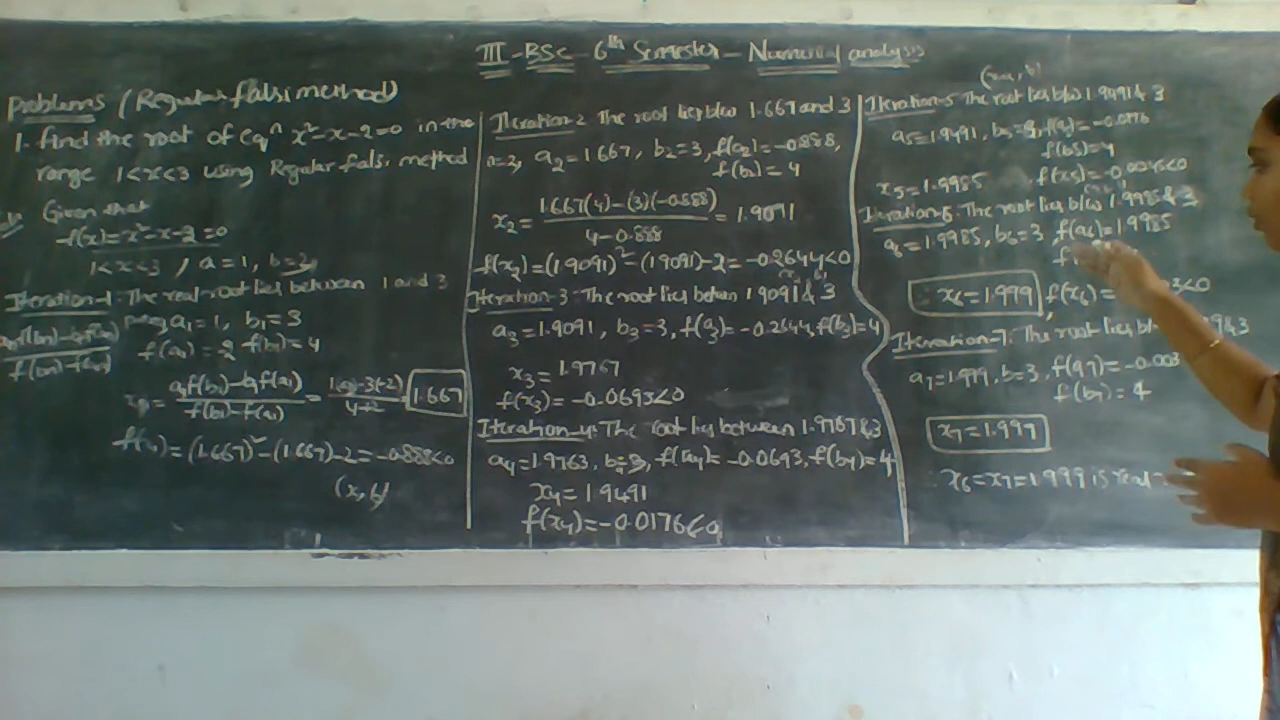 III - BSc - 6th Semester - Numerical analysis
Problems (Regular falsi method)
1. Find the root of eqn x²-x-2=0 in the
range 1<x<3 using Regular falsi method
Given that
f(x)=x²-x-2=0
1<x<3, a=1, b=3
Iteration-1: The real root lies between 1 and 3
a₁=1, b₁=3
f(a₁)=-2 f(b₁)=4
= a₁f(b₁)-b₁f(a₁) / f(b₁)-f(a₁) = 1(4)-3(-2) / 4+2 = 1.667
f(x₁)=(1.667)²-(1.667)-2=-0.888<0
(x, b)
Iteration-2 The root lies b/w 1.667 and 3
n=2, a₂=1.667, b₂=3, f(a₂)=-0.888,
f(b₂)=4
x₂= 1.667(4)-(3)(-0.888) / 4-0.888 = 1.9091
f(x₂)=(1.9091)²-(1.9091)-2=-0.2644<0
Iteration-3: The root lies betwn 1.9091 & 3
a₃=1.9091, b₃=3, f(a₃)=-0.2644, f(b₃)=4
x₃=1.9767
f(x₃)=-0.0693<0
Iteration-4: The root lies between 1.9767&3
a₄=1.9763, b₄=3, f(a₄)=-0.0693, f(b₄)=4
x₄=1.9491
f(x₄)=-0.0176<0
Iteration-5 The root lies b/w 1.9491& 3
a₅=1.9491, b₅=3, f(a₅)=-0.0176
f(b₅)=4
x₅=1.9985 f(x₅)=-0.004<0
Iteration-6: The root lies b/w 1.9985 & 3
a₆=1.9985, b₆=3, f(a₆)=1.9985
x₆=1.999, f(x₆)= 3<0
Iteration-7: The root lies 9&3
a₇=1.999, b=3, f(a₇)=-0.003
f(b₇)=4
x₇=1.999
x₆=x₇=1.999 is real